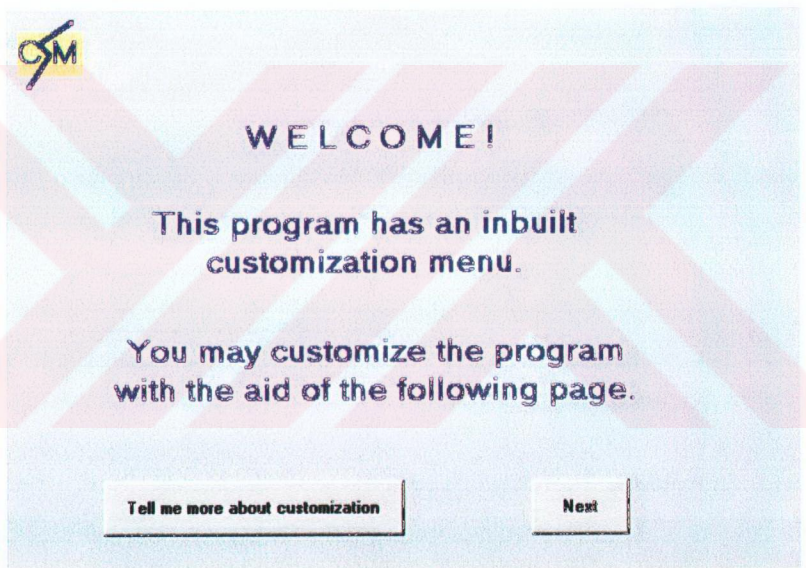 CSM
WELCOME!
This program has an inbuilt
customization menu.
You may customize the program
with the aid of the following page.
Tell me more about customization
Next